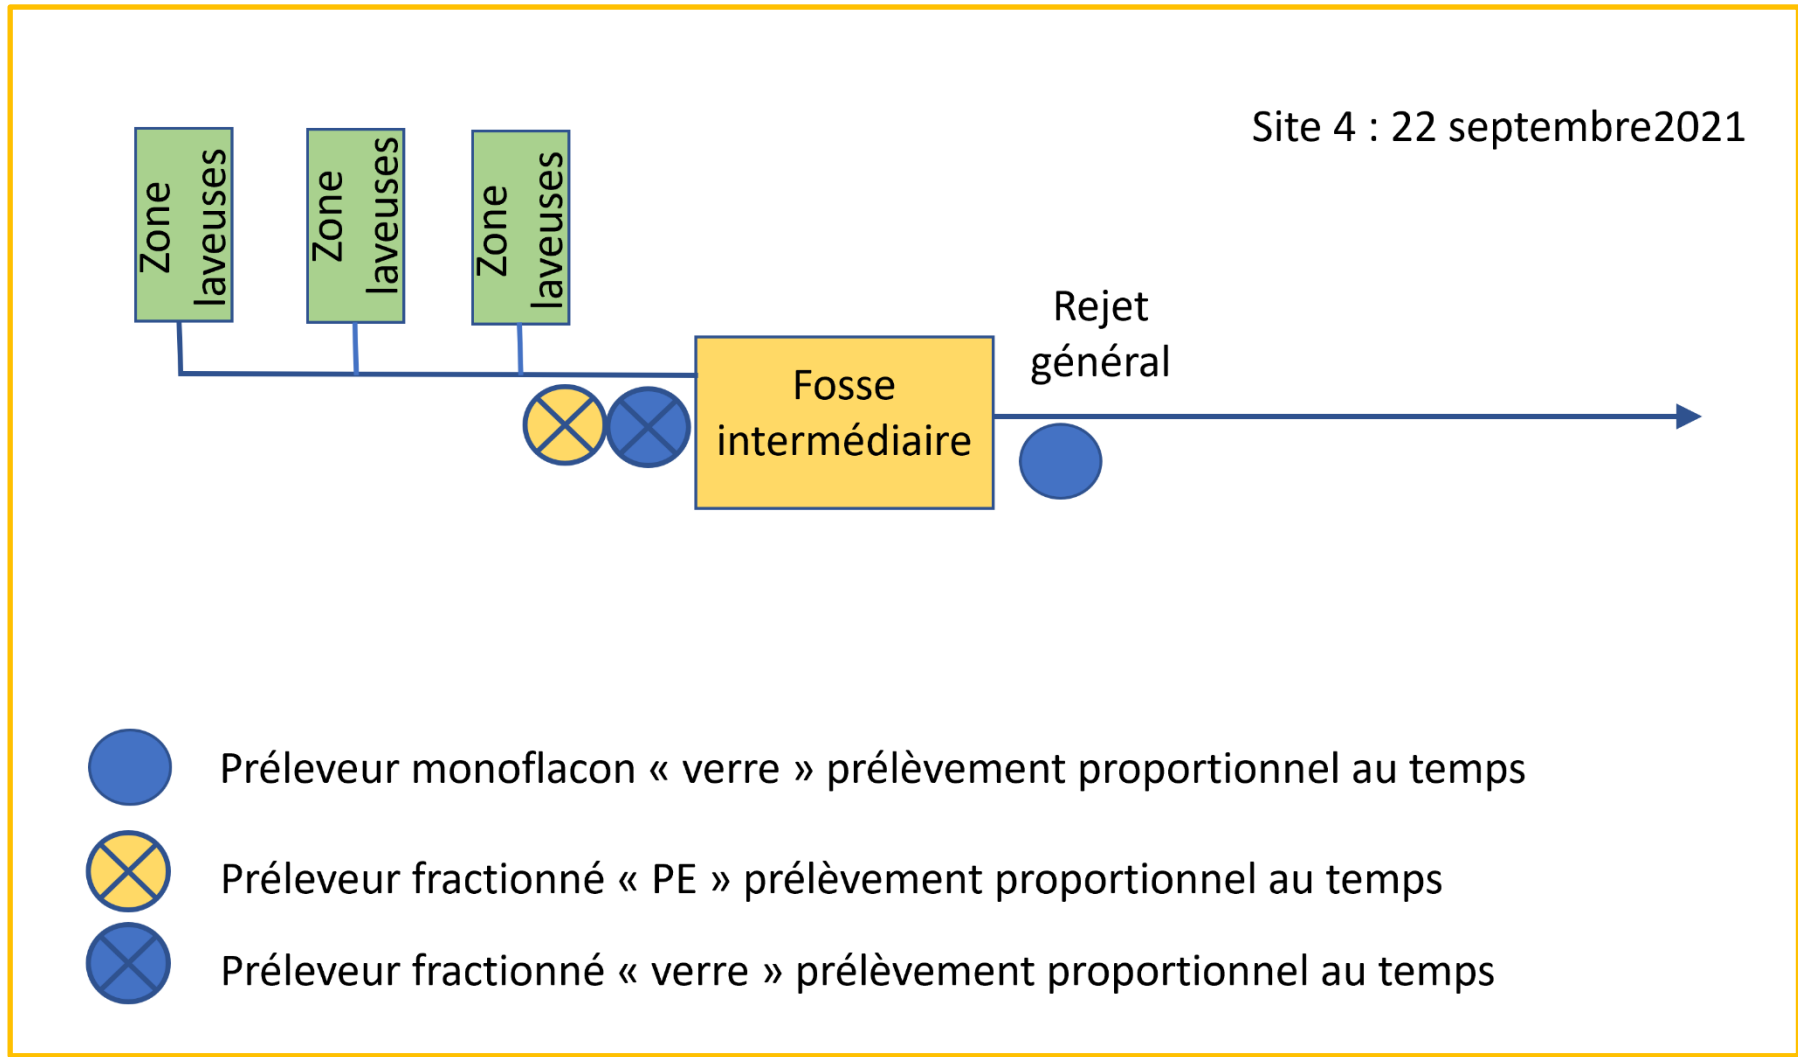 Site 4 : 22 septembre2021
Zone
laveuses
Zone
laveuses
Zone
laveuses
Rejet
général
Fosse
intermédiaire
Préleveur monoflacon « verre » prélèvement proportionnel au temps
Préleveur fractionné « PE » prélèvement proportionnel au temps
Préleveur fractionné « verre » prélèvement proportionnel au temps